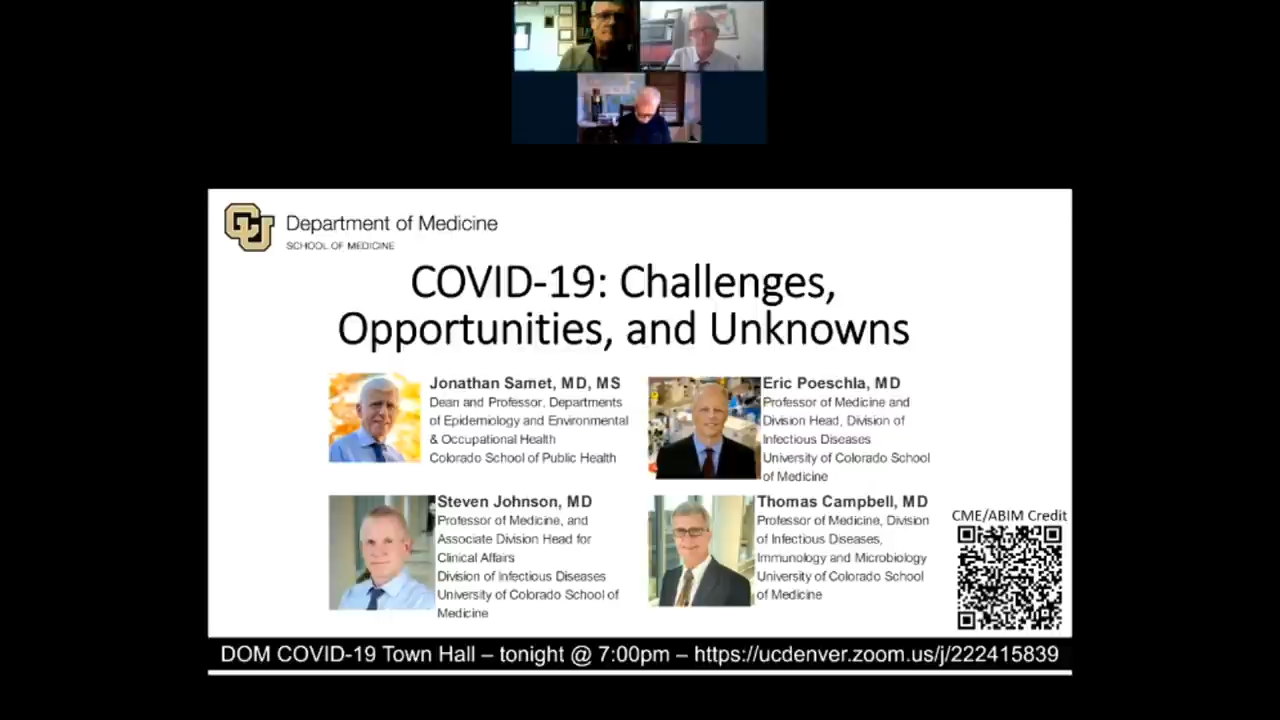 CU
Department of Medicine
SCHOOL OF MEDICINE
COVID-19: Challenges,
Opportunities, and Unknowns
Jonathan Samet, MD, MS
Dean and Professor, Departments
of Epidemiology and Environmental
& Occupational Health
Colorado School of Public Health
Eric Poeschla, MD
Professor of Medicine and
Division Head, Division of
Infectious Diseases
University of Colorado School
of Medicine
Steven Johnson, MD
Professor of Medicine, and
Associate Division Head for
Clinical Affairs
Division of Infectious Diseases
University of Colorado School of
Medicine
Thomas Campbell, MD
Professor of Medicine, Division
of Infectious Diseases,
Immunology and Microbiology
University of Colorado School
of Medicine
CME/ABIM Credit
DOM COVID-19 Town Hall – tonight @ 7:00pm – https://ucdenver.zoom.us/j/222415839